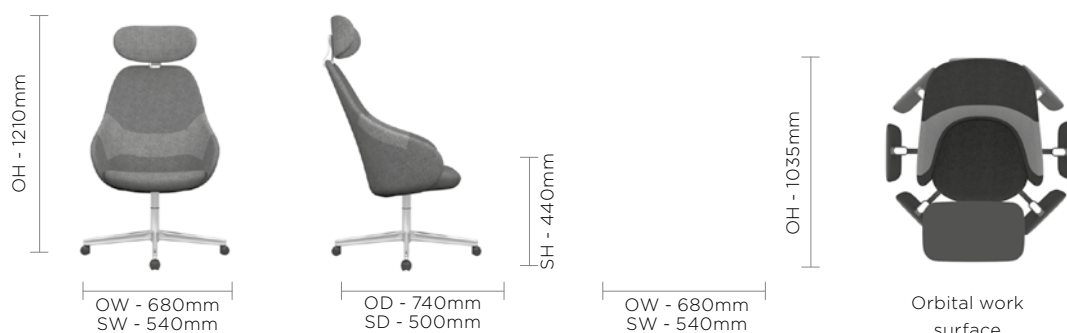 OH - 1210mm
OW - 680mm
SW - 540mm
SH - 440mm
OD - 740mm
SD - 500mm
OW - 680mm
SW - 540mm
OH - 1035mm
Orbital work
surface